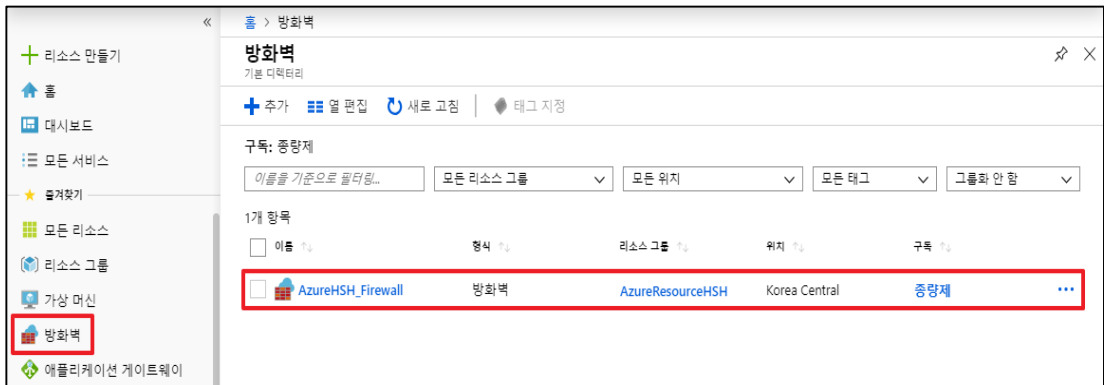 «
리소스 만들기
홈
대시보드
모든 서비스
즐겨찾기
모든 리소스
리소스 그룹
가상 머신
방화벽
애플리케이션 게이트웨이
홈 > 방화벽
방화벽
기본 디렉터리
추가 열 편집 새로 고침 태그 지정
구독: 종량제
이름을 기준으로 필터링... 모든 리소스 그룹 모든 위치 모든 태그 그룹화 안 함
1개 항목
이름 ↑↓ 형식 ↑↓ 리소스 그룹 ↑↓ 위치 ↑↓ 구독 ↑↓
AzureHSH_Firewall 방화벽 AzureResourceHSH Korea Central 종량제 ...